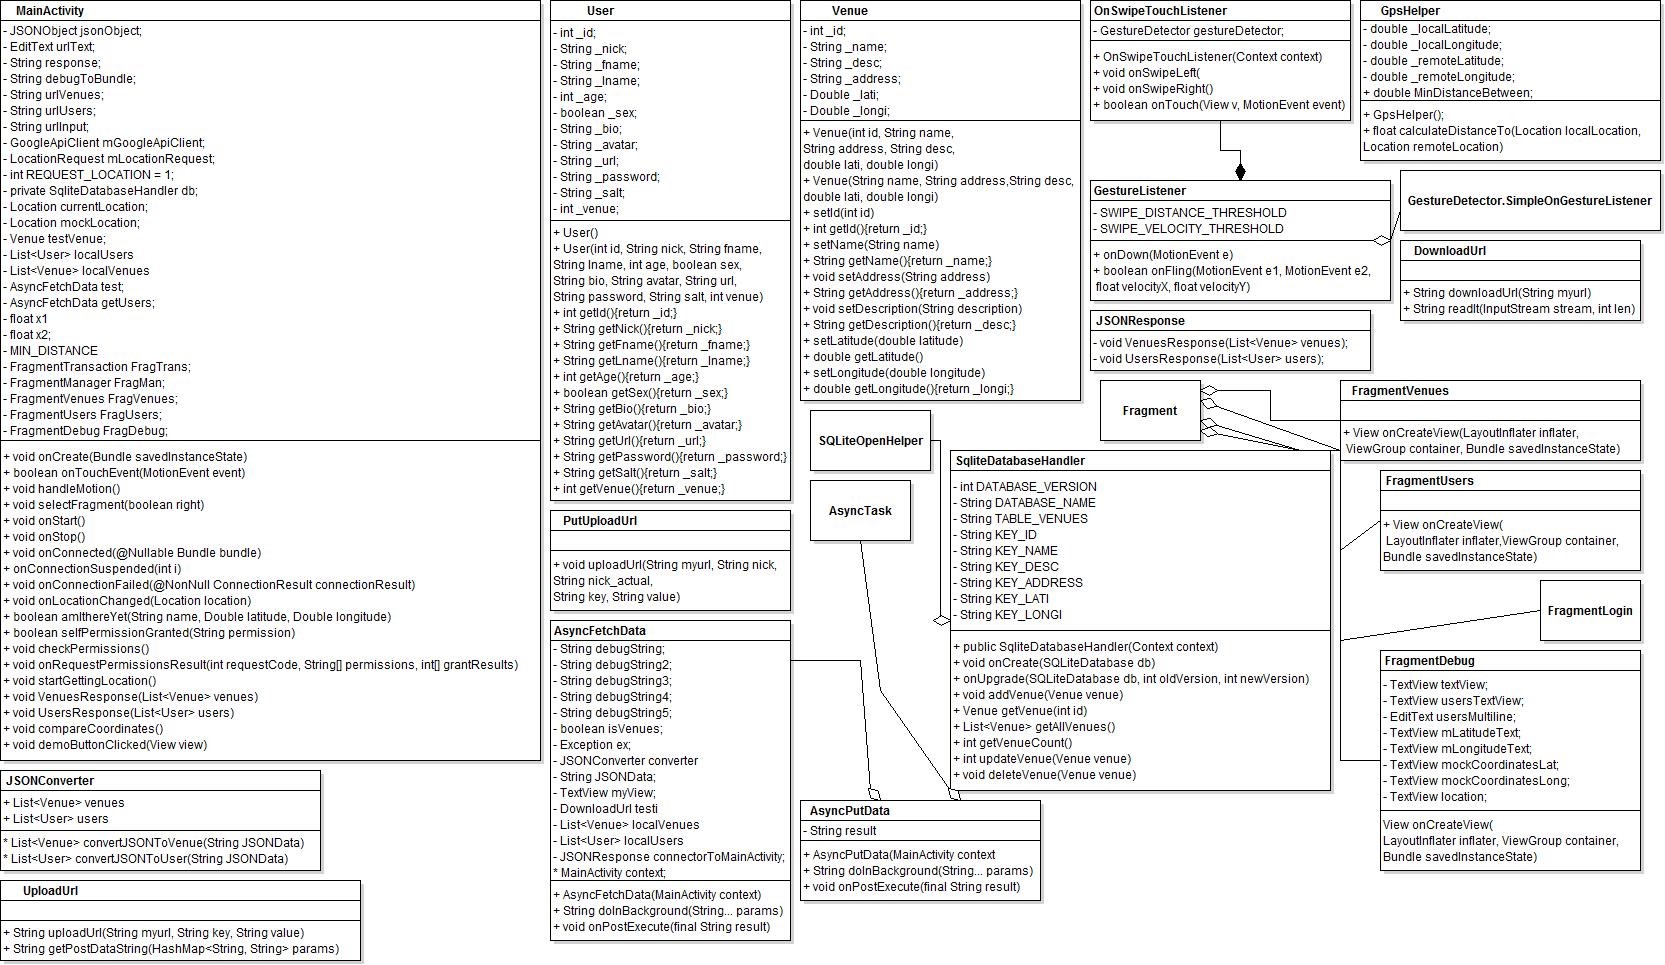 MainActivity
- JSONObject jsonObject;
- EditText urlText;
- String response;
- String debugToBundle;
- String urlVenues;
- String urlUsers;
- String urlInput;
- GoogleApiClient mGoogleApiClient;
- LocationRequest mLocationRequest;
- int REQUEST_LOCATION = 1;
- private SqliteDatabaseHandler db;
- Location currentLocation;
- Location mockLocation;
- Venue testVenue;
- List<User> localUsers
- List<Venue> localVenues
- AsyncFetchData test;
- AsyncFetchData getUsers;
- float x1
- float x2;
- MIN_DISTANCE
- FragmentTransaction FragTrans;
- FragmentManager FragMan;
- FragmentVenues FragVenues;
- FragmentUsers FragUsers;
- FragmentDebug FragDebug;
+ void onCreate(Bundle savedInstanceState)
+ boolean onTouchEvent(MotionEvent event)
+ void handleMotion()
+ void selectFragment(boolean right)
+ void onStart()
+ void onStop()
+ void onConnected(@Nullable Bundle bundle)
+ onConnectionSuspended(int i)
+ void onConnectionFailed(@NonNull ConnectionResult connectionResult)
+ void onLocationChanged(Location location)
+ boolean amIthereYet(String name, Double latitude, Double longitude)
+ boolean selfPermissionGranted(String permission)
+ void checkPermissions()
+ void onRequestPermissionsResult(int requestCode, String[] permissions, int[] grantResults)
+ void startGettingLocation()
+ void VenuesResponse(List<Venue> venues)
+ void UsersResponse(List<User> users)
+ void compareCoordinates()
+ void demoButtonClicked(View view)
JSONConverter
+ List<Venue> venues
+ List<User> users
* List<Venue> convertJSONToVenue(String JSONData)
* List<User> convertJSONToUser(String JSONData)
UploadUrl
+ String uploadUrl(String myurl, String key, String value)
+ String getPostDataString(HashMap<String, String> params)
User
- int _id;
- String _nick;
- String _fname;
- String _lname;
- int _age;
- boolean _sex;
- String _bio;
- String _avatar;
- String _url;
- String _password;
- String _salt;
- int _venue;
+ User()
+ User(int id, String nick, String fname,
String lname, int age, boolean sex,
String bio, String avatar, String url,
String password, String salt, int venue)
+ int getId(){return _id;}
+ String getNick(){return _nick;}
+ String getFname(){return _fname;}
+ String getLname(){return _lname;}
+ int getAge(){return _age;}
+ boolean getSex(){return _sex;}
+ String getBio(){return _bio;}
+ String getAvatar(){return _avatar;}
+ String getUrl(){return _url;}
+ String getPassword(){return _password;}
+ String getSalt(){return _salt;}
+ int getVenue(){return _venue;}
PutUploadUrl
+ void uploadUrl(String myurl, String nick,
String nick_actual,
String key, String value)
AsyncFetchData
- String debugString;
- String debugString2;
- String debugString3;
- String debugString4;
- String debugString5;
- boolean isVenues;
- Exception ex;
- JSONConverter converter
- String JSONData;
- TextView myView;
- DownloadUrl testi
- List<Venue> localVenues
- List<User> localUsers
- JSONResponse connectorToMainActivity;
* MainActivity context;
+ AsyncFetchData(MainActivity context)
+ String doInBackground(String... params)
+ void onPostExecute(final String result)
Venue
- int _id;
- String _name;
- String _desc;
- String _address;
- Double _lati;
- Double _longi;
+ Venue(int id, String name,
String address, String desc,
double lati, double longi)
+ Venue(String name, String address,String desc,
double lati, double longi)
+ setId(int id)
+ int getId(){return _id;}
+ setName(String name)
+ String getName(){return _name;}
+ void setAddress(String address)
+ String getAddress(){return _address;}
+ void setDescription(String description)
+ String getDescription(){return _desc;}
+ setLatitude(double latitude)
+ double getLatitude()
+ setLongitude(double longitude)
+ double getLongitude(){return _longi;}
SQLiteOpenHelper
AsyncTask
AsyncPutData
- String result
+ AsyncPutData(MainActivity context
+ String doInBackground(String... params)
+ void onPostExecute(final String result)
SqliteDatabaseHandler
- int DATABASE_VERSION
- String DATABASE_NAME
- String TABLE_VENUES
- String KEY_ID
- String KEY_NAME
- String KEY_DESC
- String KEY_ADDRESS
- String KEY_LATI
- String KEY_LONGI
+ public SqliteDatabaseHandler(Context context)
+ void onCreate(SQLiteDatabase db)
+ onUpgrade(SQLiteDatabase db, int oldVersion, int newVersion)
+ void addVenue(Venue venue)
+ Venue getVenue(int id)
+ List<Venue> getAllVenues()
+ int getVenueCount()
+ int updateVenue(Venue venue)
+ void deleteVenue(Venue venue)
OnSwipeTouchListener
- GestureDetector gestureDetector;
+ OnSwipeTouchListener(Context context)
+ void onSwipeLeft(
+ void onSwipeRight()
+ boolean onTouch(View v, MotionEvent event)
GestureListener
- SWIPE_DISTANCE_THRESHOLD
- SWIPE_VELOCITY_THRESHOLD
+ onDown(MotionEvent e)
+ boolean onFling(MotionEvent e1, MotionEvent e2,
float velocityX, float velocityY)
JSONResponse
- void VenuesResponse(List<Venue> venues);
- void UsersResponse(List<User> users);
Fragment
GpsHelper
- double _localLatitude;
- double _localLongitude;
- double _remoteLatitude;
- double _remoteLongitude;
+ double MinDistanceBetween;
+ GpsHelper();
+ float calculateDistanceTo(Location localLocation,
Location remoteLocation)
GestureDetector.SimpleOnGestureListener
DownloadUrl
+ String downloadUrl(String myurl)
+ String readIt(InputStream stream, int len)
FragmentVenues
+ View onCreateView(LayoutInflater inflater,
ViewGroup container, Bundle savedInstanceState)
FragmentUsers
+ View onCreateView(
LayoutInflater inflater,ViewGroup container,
Bundle savedInstanceState)
FragmentLogin
FragmentDebug
- TextView textView;
- TextView usersTextView;
- EditText usersMultiline;
- TextView mLatitudeText;
- TextView mLongitudeText;
- TextView mockCoordinatesLat;
- TextView mockCoordinatesLong;
- TextView location;
View onCreateView(
LayoutInflater inflater, ViewGroup container,
Bundle savedInstanceState)